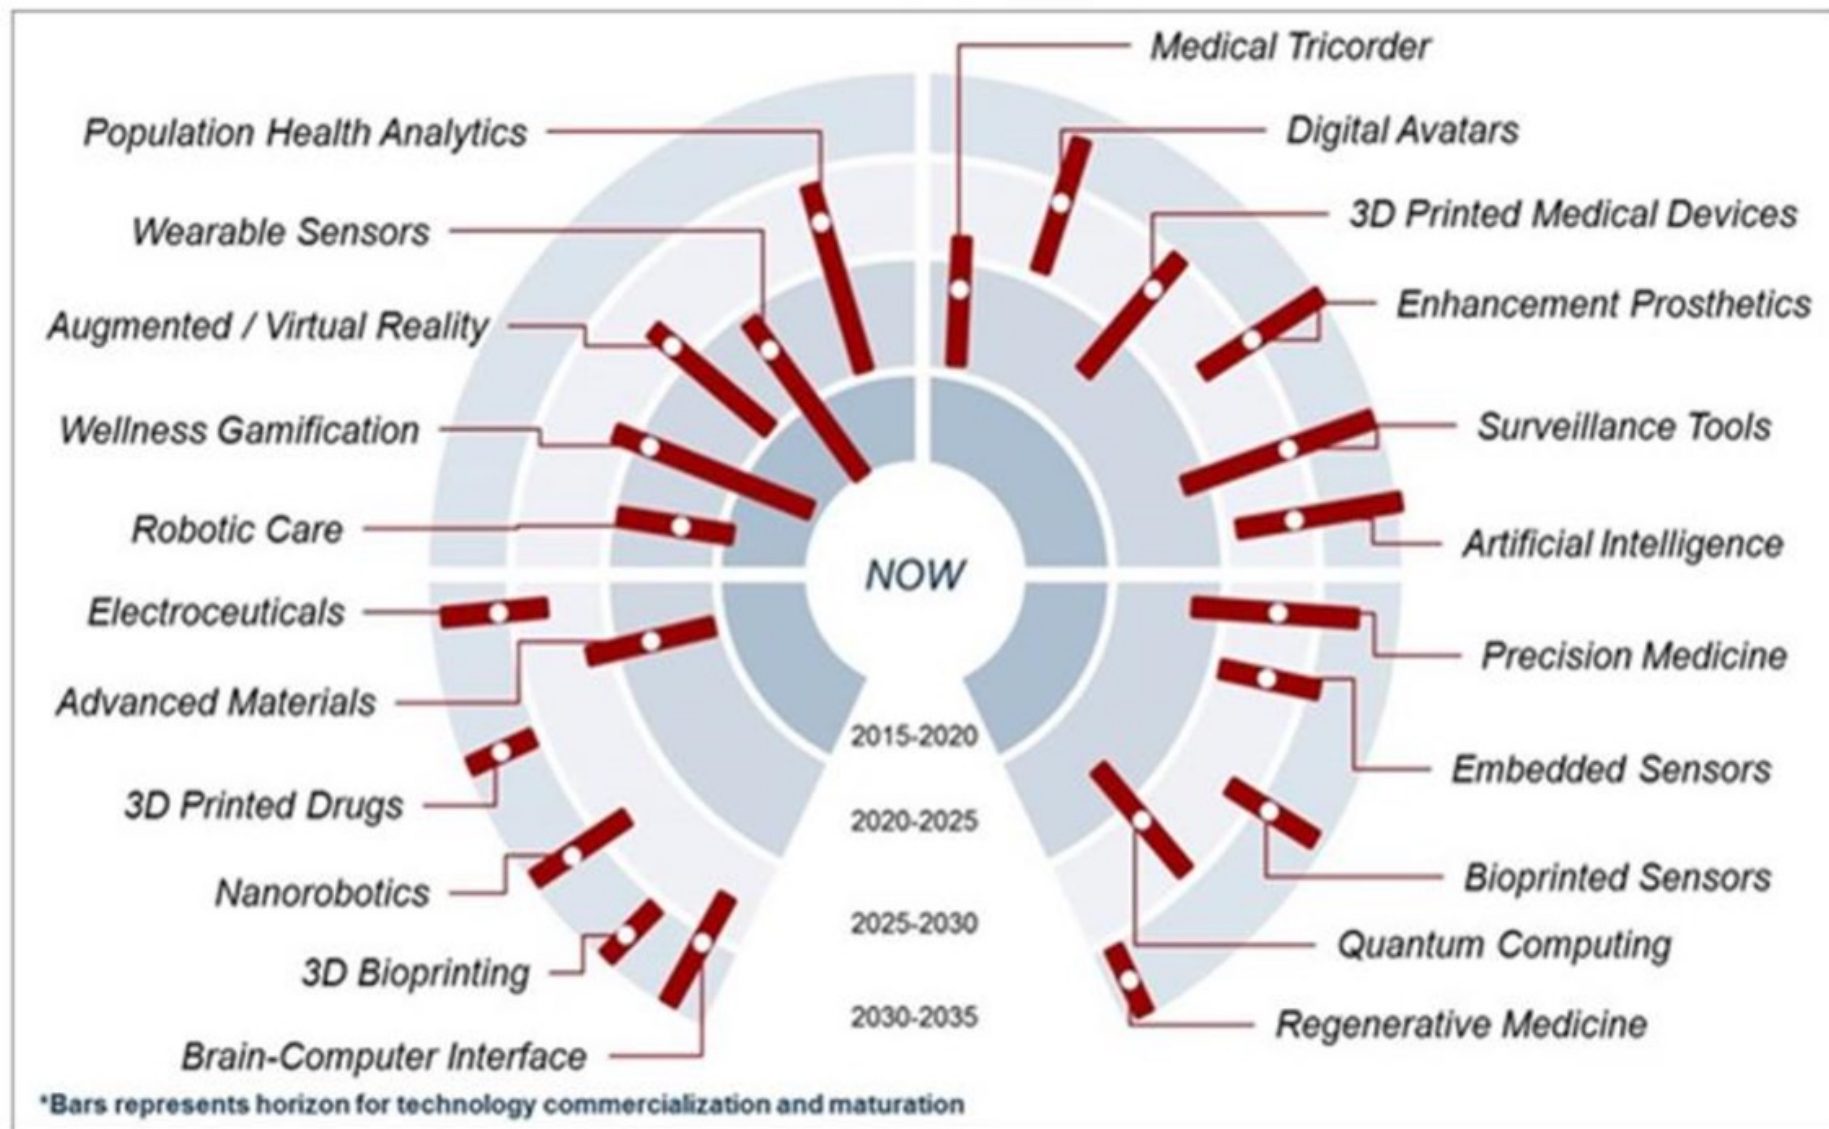 Medical Tricorder
Population Health Analytics
Digital Avatars
Wearable Sensors
3D Printed Medical Devices
Augmented / Virtual Reality
Enhancement Prosthetics
Wellness Gamification
Surveillance Tools
Robotic Care
Artificial Intelligence
NOW
Electroceuticals
Precision Medicine
Advanced Materials
2015-2020
Embedded Sensors
3D Printed Drugs
2020-2025
Bioprinted Sensors
Nanorobotics
2025-2030
Quantum Computing
3D Bioprinting
2030-2035
Regenerative Medicine
Brain-Computer Interface
*Bars represents horizon for technology commercialization and maturation